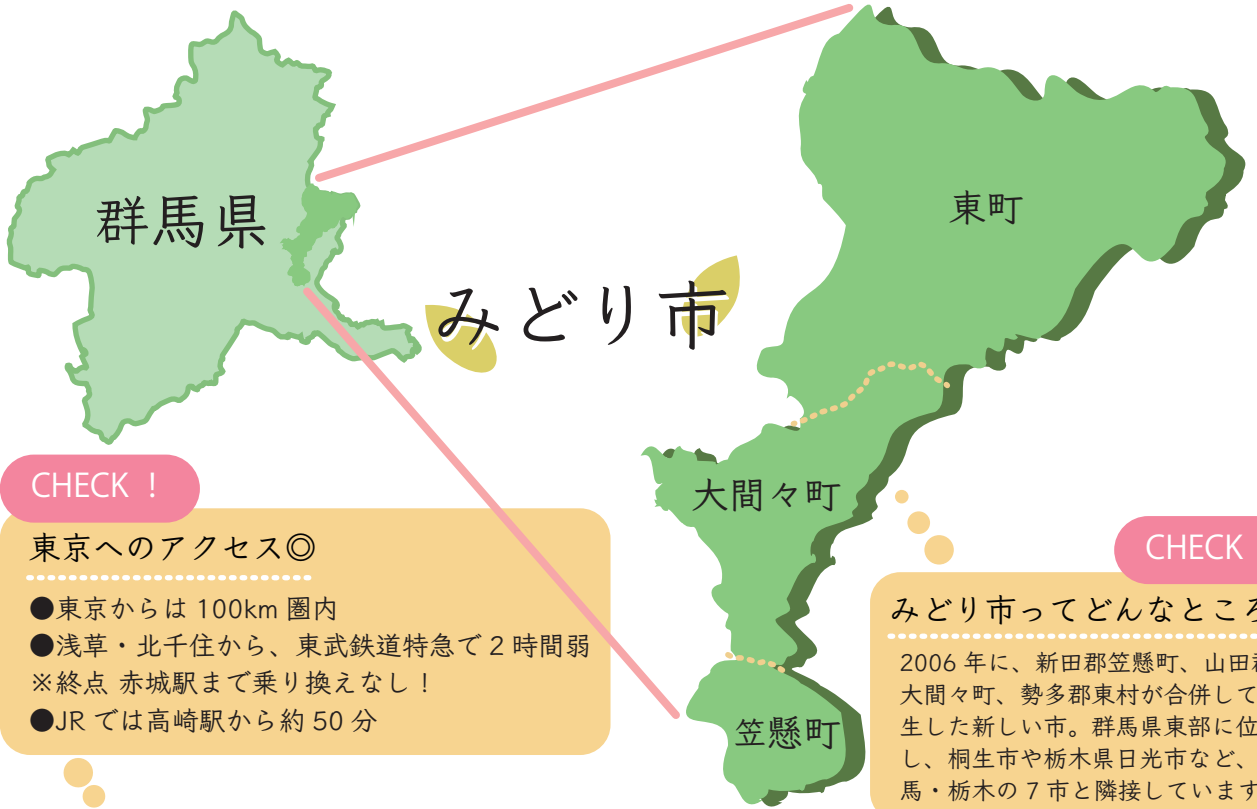 群馬県
みどり市
東町
大間々町
笠懸町
CHECK !
東京へのアクセス◎
●東京からは 100km 圏内
●浅草・北千住から、東武鉄道特急で 2 時間弱
※終点 赤城駅まで乗り換えなし！
●JR では高崎駅から約 50 分
CHECK
みどり市ってどんなところ
2006 年に、新田郡笠懸町、山田郡
大間々町、勢多郡東村が合併して
生した新しい市。群馬県東部に位
し、桐生市や栃木県日光市など、
馬・栃木の 7 市と隣接しています